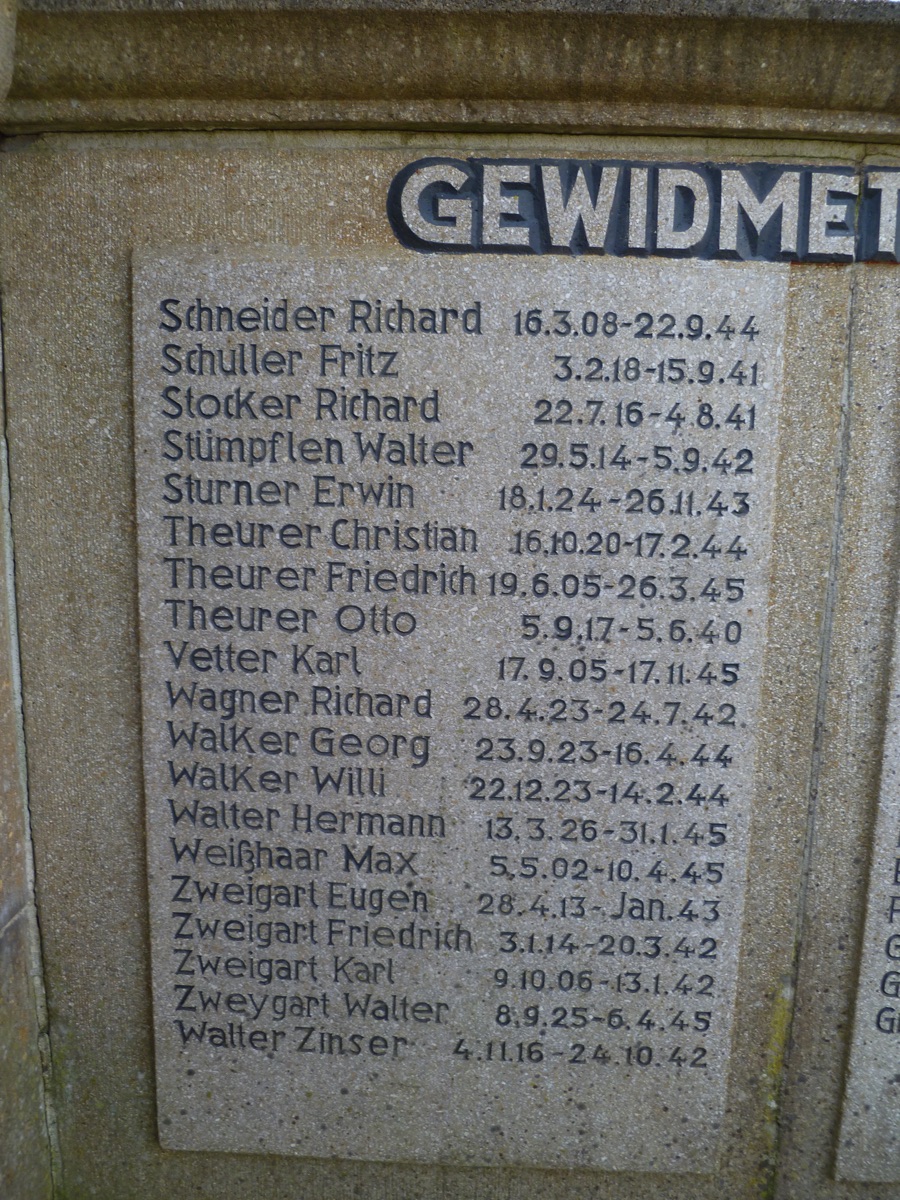 GEWIDMET
Schneider Richard 16.3.08-22.9.44
Schuller Fritz 3.2.18-15.9.41
Stocker Richard 22.7.16-4.8.41
Stümpflen Walter 29.5.14-5.9.42
Sturner Erwin 18.1.24-26.11.43
Theurer Christian 16.10.20-17.2.44
Theurer Friedrich 19.6.05-26.3.45
Theurer Otto 5.9.17-5.6.40
Vetter Karl 17.9.05-17.11.45
Wagner Richard 28.4.23-24.7.42
Walker Georg 23.9.23-16.4.44
Walker Willi 22.12.23-14.2.44
Walter Hermann 13.3.26-31.1.45
Weißhaar Max 5.5.02-10.4.45
Zweigart Eugen 28.4.13-Jan.43
Zweigart Friedrich 3.1.14-20.3.42
Zweigart Karl 9.10.06-13.1.42
Zweygart Walter 8.9.25-6.4.45
Walter Zinser 4.11.16-24.10.42